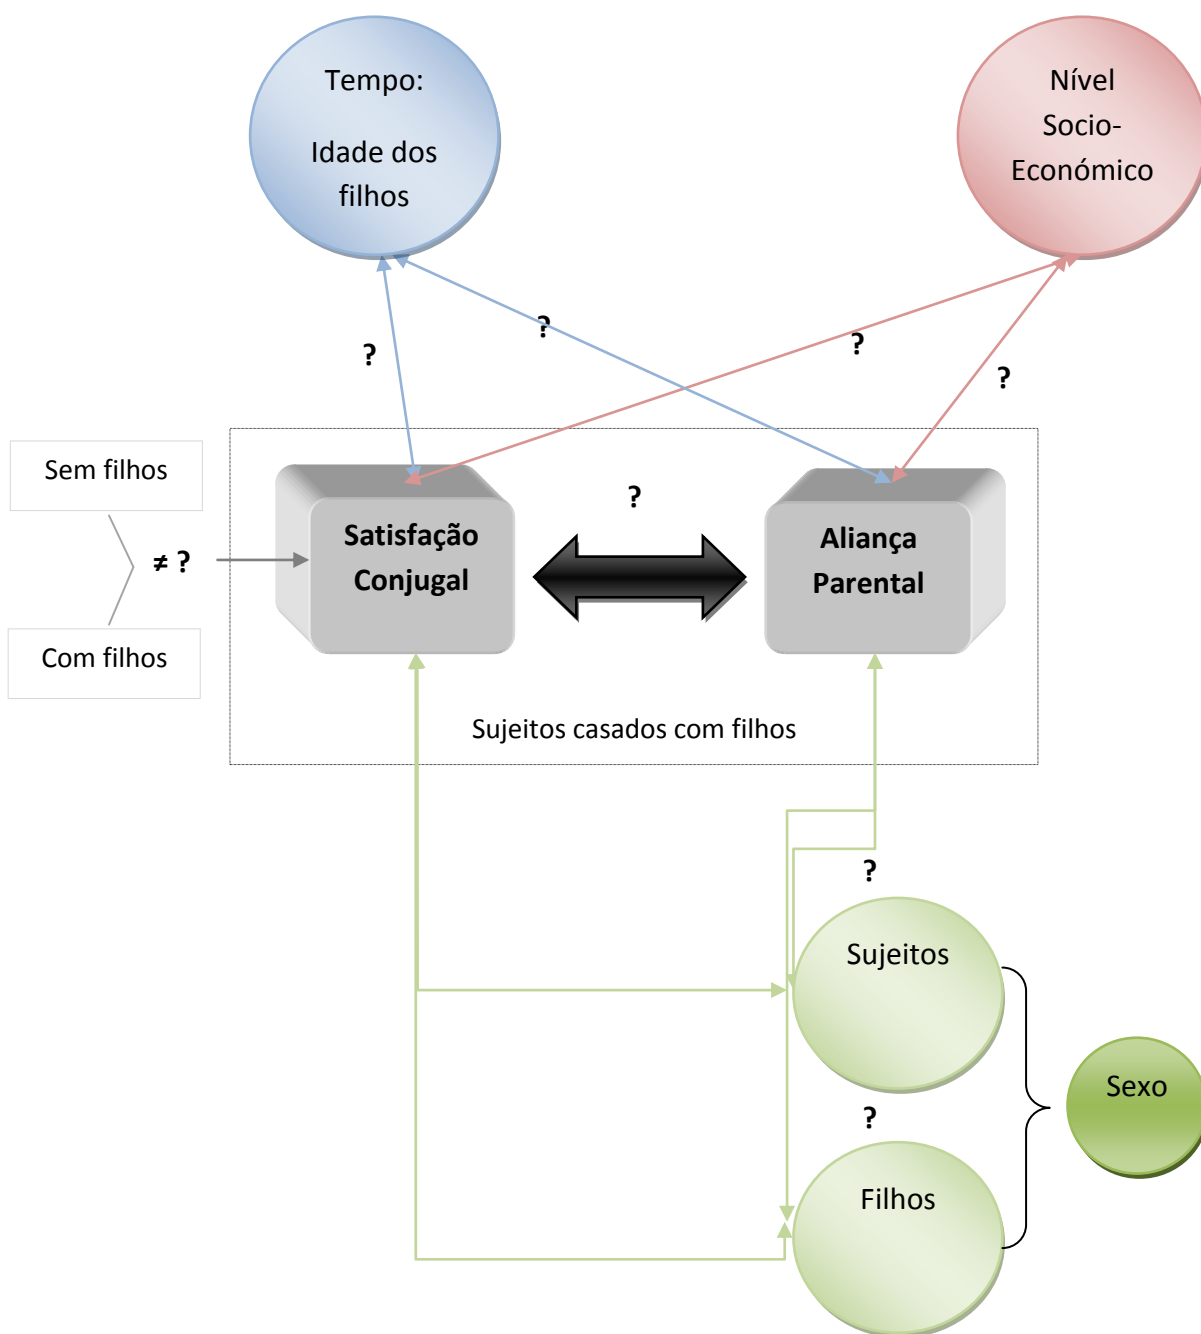 Tempo:
Idade dos
filhos
Nível
Socio-
Económico
?
?
?
?
Sem filhos
≠ ?
Com filhos
Satisfação
Conjugal
?
Aliança
Parental
Sujeitos casados com filhos
?
Sujeitos
?
Filhos
Sexo